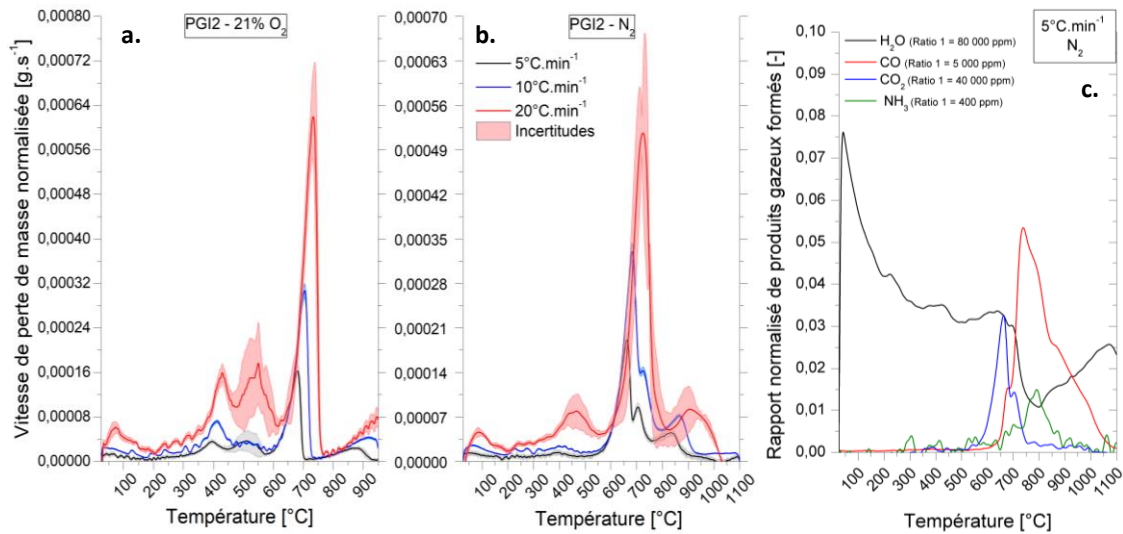 a.
PGI2 - 21% O₂
Vitesse de perte de masse normalisée [g.s⁻¹]
0,00080
0,00072
0,00064
0,00056
0,00048
0,00040
0,00032
0,00024
0,00016
0,00008
0,00000
100 200 300 400 500 600 700 800 900
Température [°C]
b.
PGI2 - N₂
5°C.min⁻¹
10°C.min⁻¹
20°C.min⁻¹
Incertitudes
0,00070
0,00063
0,00056
0,00049
0,00042
0,00035
0,00028
0,00021
0,00014
0,00007
0,00000
100 200 300 400 500 600 700 800 900 1000 1100
Température [°C]
5°C.min⁻¹
N₂
c.
H₂O (Ratio 1 = 80 000 ppm)
CO (Ratio 1 = 5 000 ppm)
CO₂ (Ratio 1 = 40 000 ppm)
NH₃ (Ratio 1 = 400 ppm)
Rapport normalisé de produits gazeux formés [-]
0,10
0,09
0,08
0,07
0,06
0,05
0,04
0,03
0,02
0,01
0,00
100 200 300 400 500 600 700 800 900 1000 1100
Température [°C]